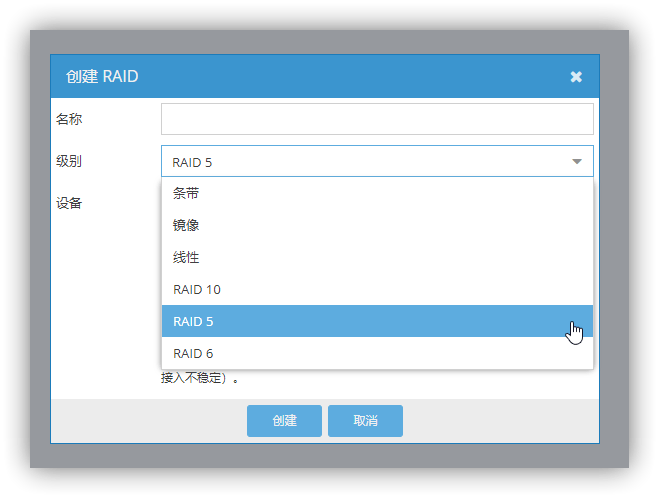 创建 RAID
名称
级别
RAID 5
设备
条带
镜像
线性
RAID 10
RAID 5
RAID 6
接入不稳定）。
创建
取消